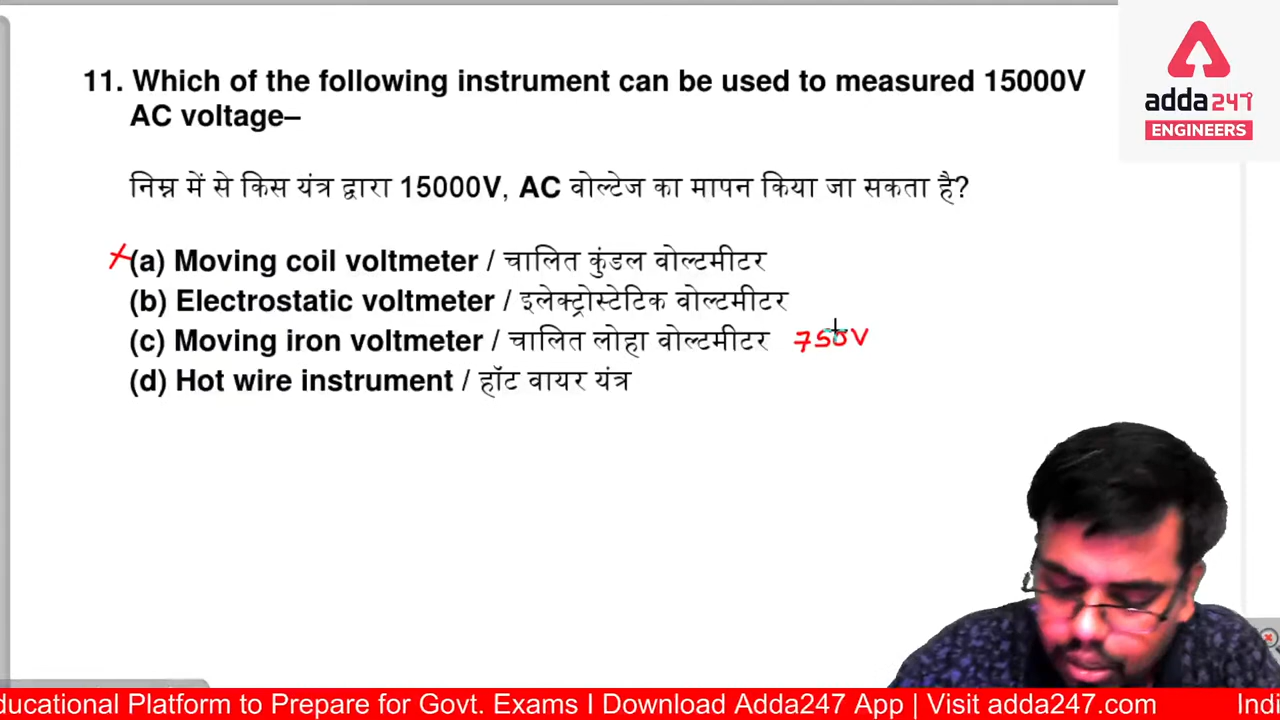 11. Which of the following instrument can be used to measured 15000V
AC voltage–
निम्न में से किस यंत्र द्वारा 15000V, AC वोल्टेज का मापन किया जा सकता है?
(a) Moving coil voltmeter / चालित कुंडल वोल्टमीटर
(b) Electrostatic voltmeter / इलेक्ट्रोस्टेटिक वोल्टमीटर
(c) Moving iron voltmeter / चालित लोहा वोल्टमीटर 750V
(d) Hot wire instrument / हॉट वायर यंत्र
adda247
ENGINEERS
ducational Platform to Prepare for Govt. Exams I Download Adda247 App | Visit adda247.com Indi